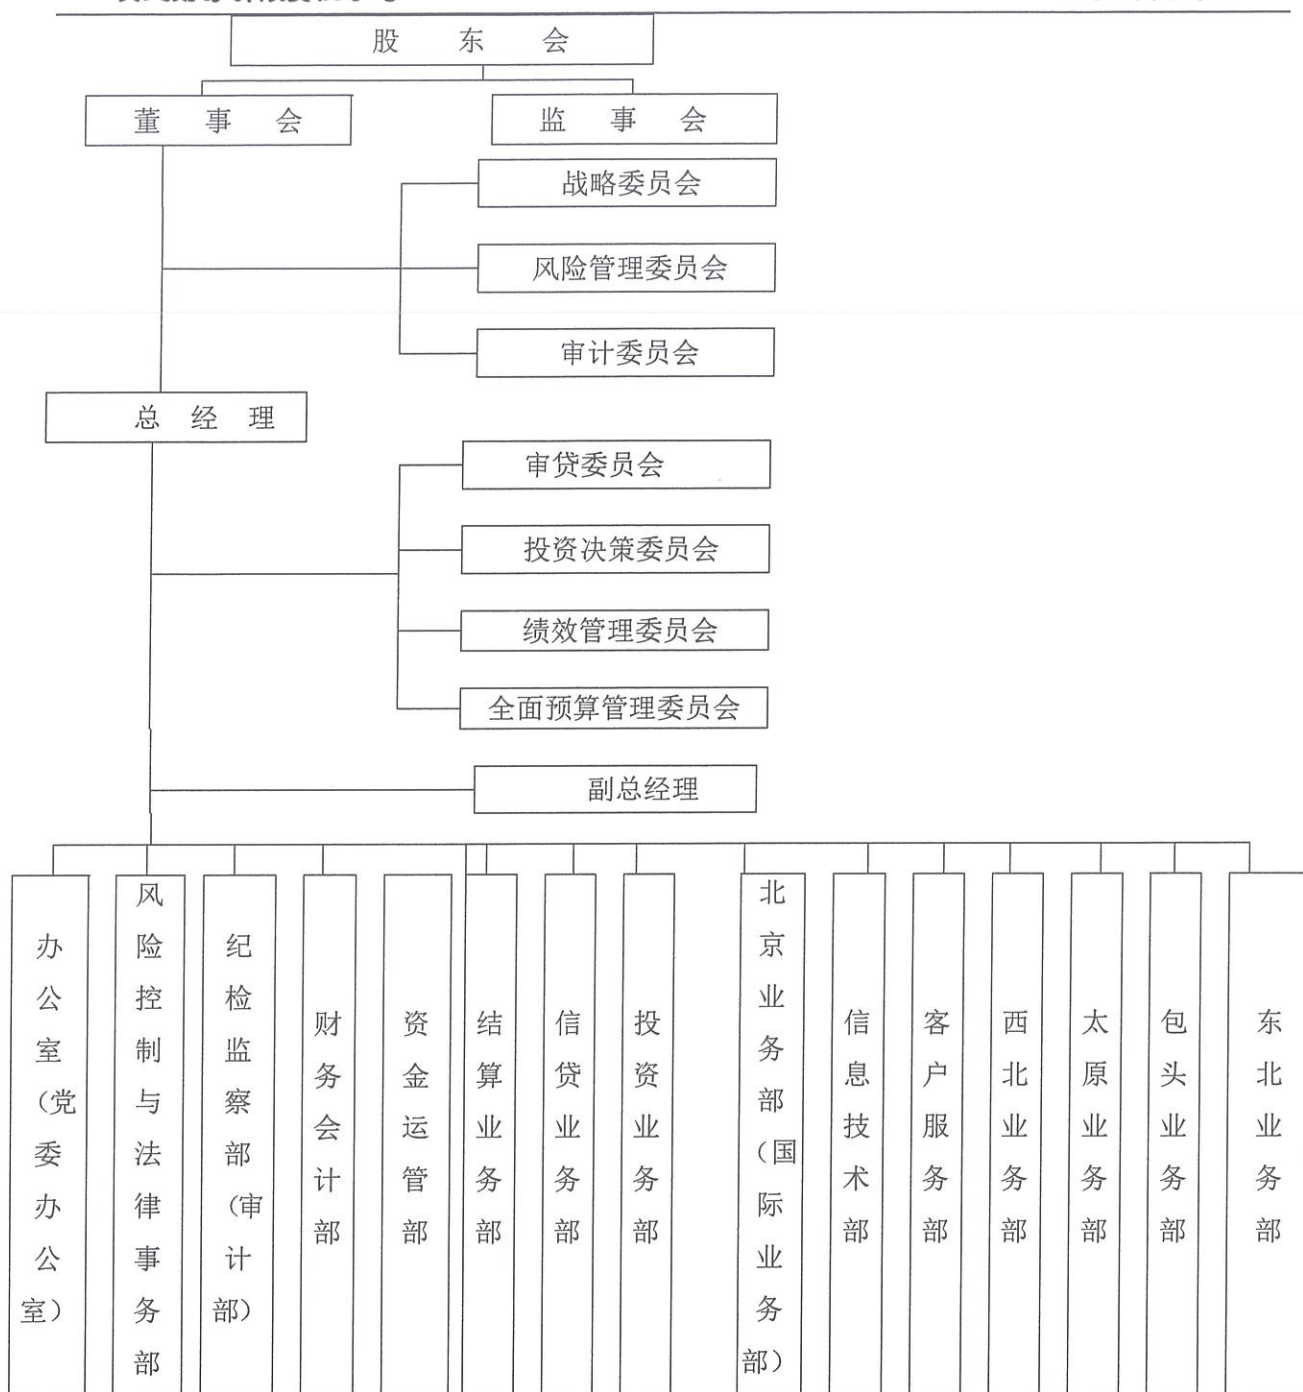 股 东 会
董 事 会
监 事 会
战略委员会
风险管理委员会
审计委员会
总 经 理
审贷委员会
投资决策委员会
绩效管理委员会
全面预算管理委员会
副总经理
办公室（党委办公室）
风险控制与法律事务部
纪检监察部（审计部）
财务会计部
资金运管部
结算业务部
信贷业务部
投资业务部
北京业务部（国际业务部）
信息技术部
客户服务部
西北业务部
太原业务部
包头业务部
东北业务部